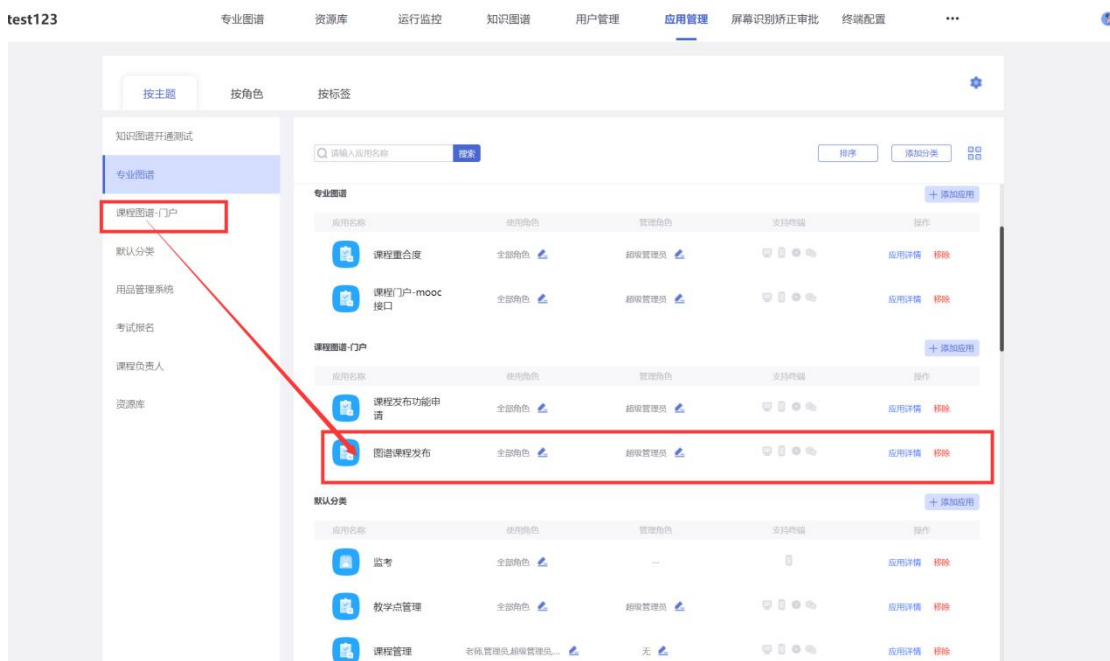 test123 专业图谱 资源库 运行监控 知识图谱 用户管理 应用管理 屏幕识别矫正审批 终端配置 •••
按主题 按角色 按标签
知识图谱开通测试
专业图谱
课程图谱-门户
默认分类
用品管理系统
考试报名
课程负责人
资源库
请输入应用名称 搜索 排序 添加分类
专业图谱 + 添加应用
应用名称 使用角色 管理角色 支持终端 操作
课程重合度 全部角色 超级管理员 应用详情 移除
课程门户-mooc
接口 全部角色 超级管理员 应用详情 移除
课程图谱-门户 + 添加应用
应用名称 使用角色 管理角色 支持终端 操作
课程发布功能申
请 全部角色 超级管理员 应用详情 移除
图谱课程发布 全部角色 超级管理员 应用详情 移除
默认分类 + 添加应用
应用名称 使用角色 管理角色 支持终端 操作
监考 全部角色 -- 应用详情 移除
教学点管理 全部角色 超级管理员 应用详情 移除
课程管理 老师,管理员,超级管理员,... 无 应用详情 移除